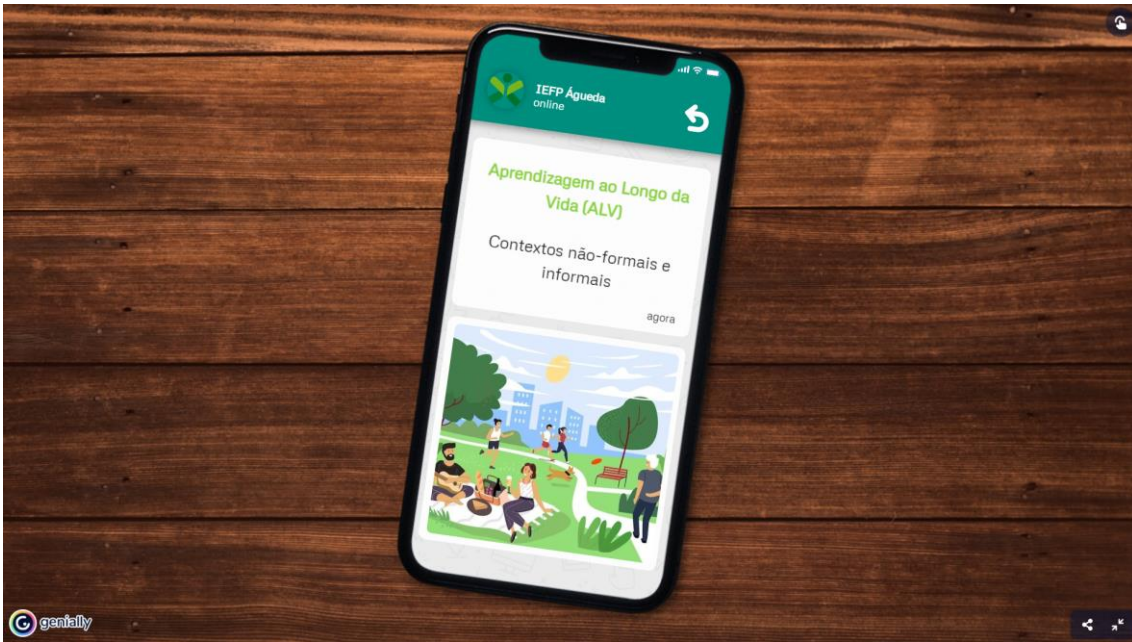 IEFP Águeda
online
Aprendizagem ao Longo da
Vida (ALV)
Contextos não-formais e
informais
agora
genially